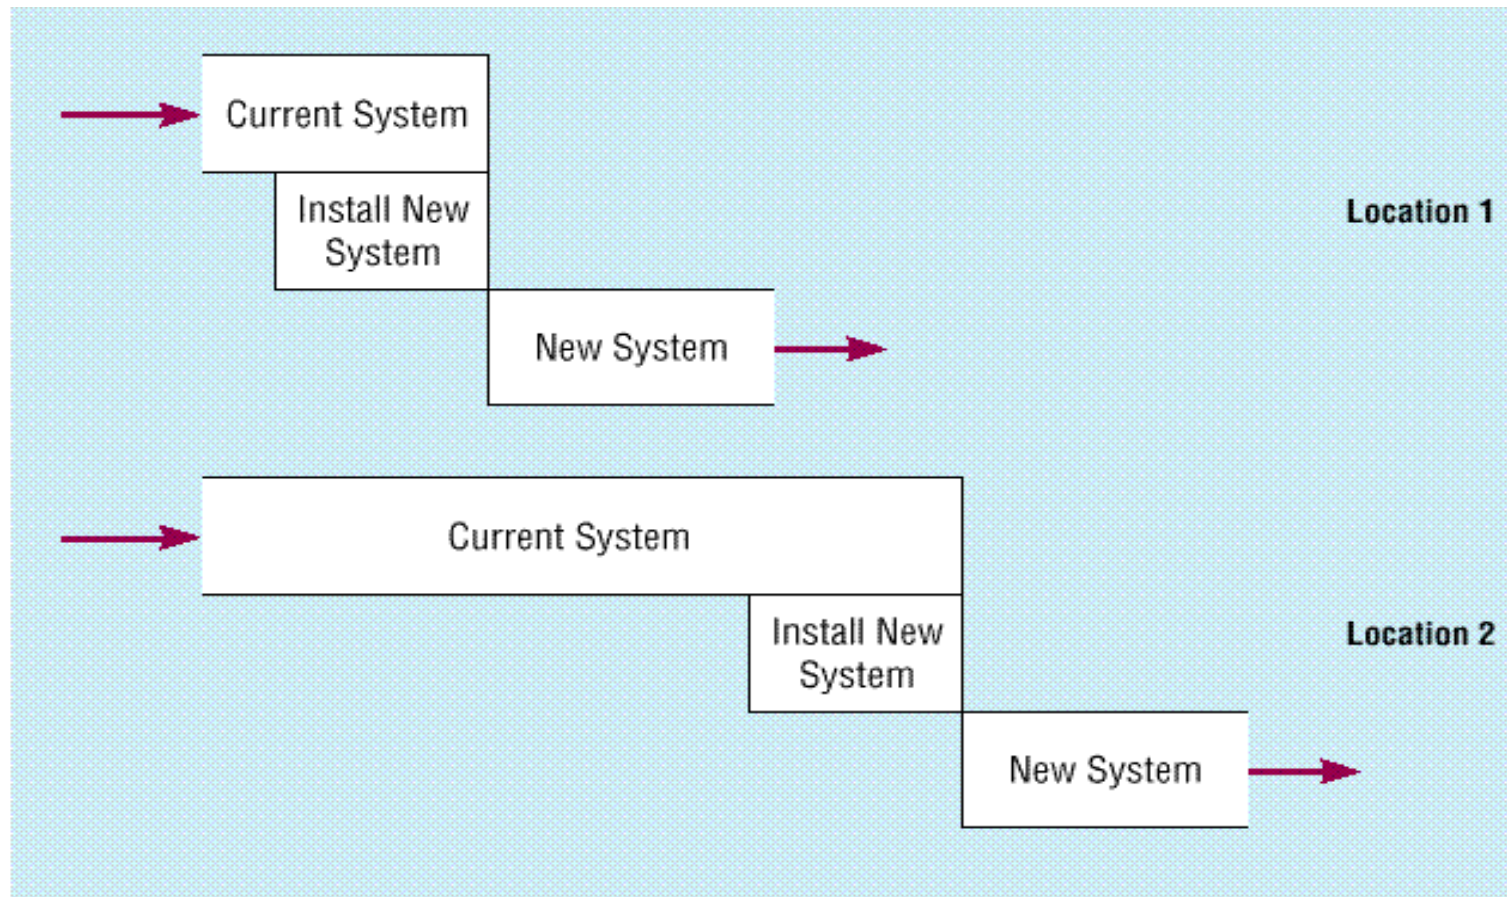 Current System
Install New
System
Location 1
New System
Current System
Install New
System
Location 2
New System